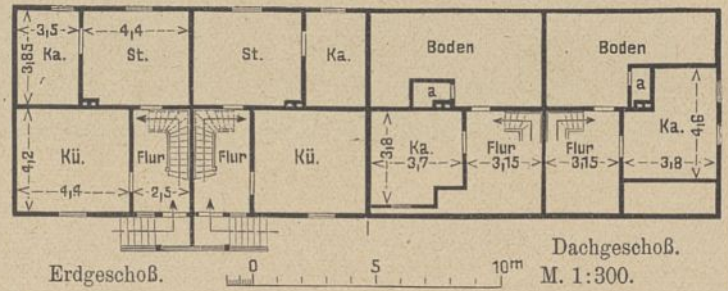 3,5 4,4
Ka. St. St. Ka. Boden Boden
3,85
a a
Ka. 4,6
3,8
4,2
Kü. Flur Flur Kü. 3,8 Ka. 3,7 Flur 3,15 Flur 3,15
4,4 2,5
Erdgeschoß.
0 5 10m
Dachgeschoß.
M. 1:300.